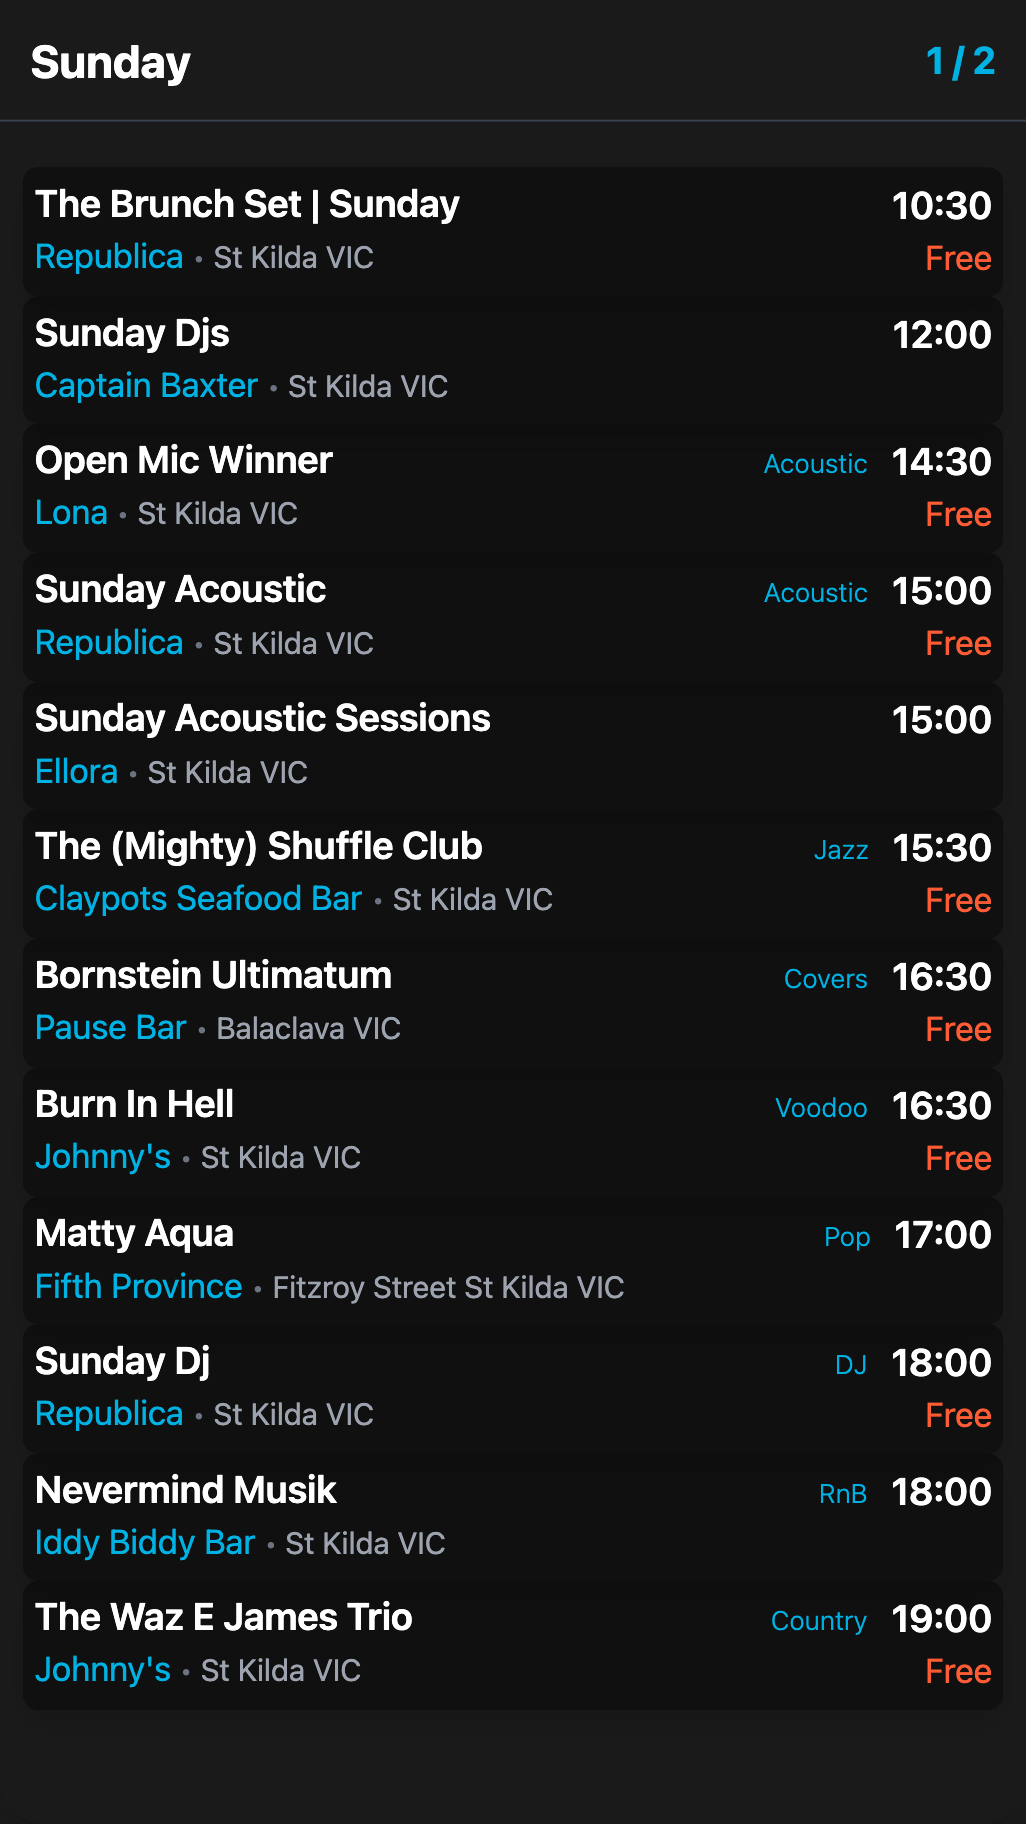 Sunday 1 / 2
The Brunch Set | Sunday 10:30
Republica • St Kilda VIC Free
Sunday Djs 12:00
Captain Baxter • St Kilda VIC
Open Mic Winner Acoustic 14:30
Lona • St Kilda VIC Free
Sunday Acoustic Acoustic 15:00
Republica • St Kilda VIC Free
Sunday Acoustic Sessions 15:00
Ellora • St Kilda VIC
The (Mighty) Shuffle Club Jazz 15:30
Claypots Seafood Bar • St Kilda VIC Free
Bornstein Ultimatum Covers 16:30
Pause Bar • Balaclava VIC Free
Burn In Hell Voodoo 16:30
Johnny's • St Kilda VIC Free
Matty Aqua Pop 17:00
Fifth Province • Fitzroy Street St Kilda VIC
Sunday Dj DJ 18:00
Republica • St Kilda VIC Free
Nevermind Musik RnB 18:00
Iddy Biddy Bar • St Kilda VIC
The Waz E James Trio Country 19:00
Johnny's • St Kilda VIC Free